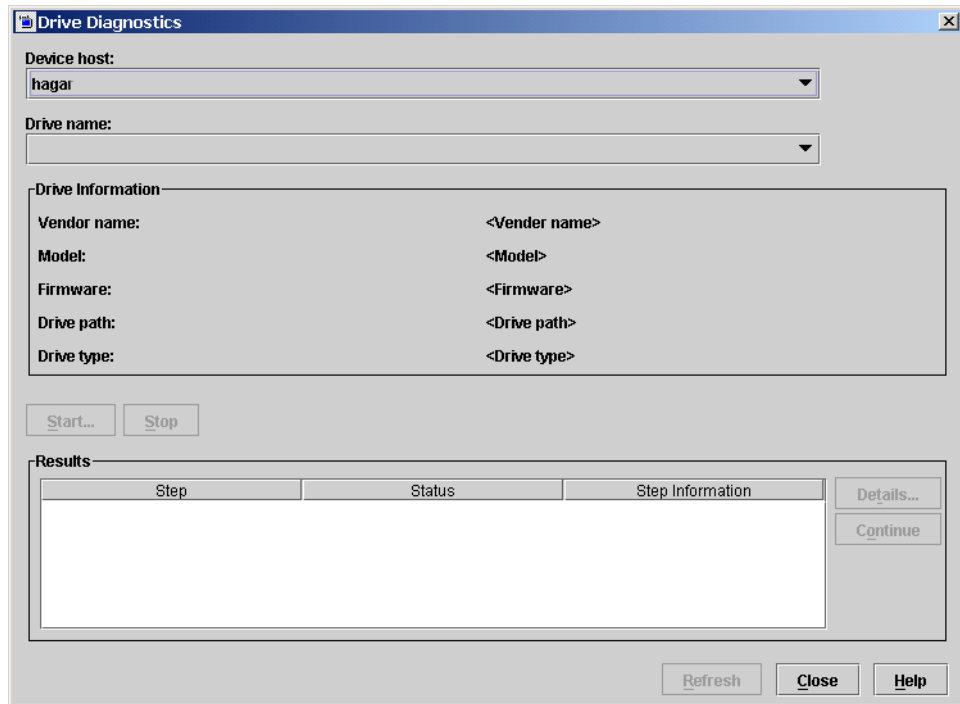 Drive Diagnostics
Device host:
hagar
Drive name:
Drive Information
Vendor name: <Vender name>
Model: <Model>
Firmware: <Firmware>
Drive path: <Drive path>
Drive type: <Drive type>
Start... Stop
Results
Step Status Step Information
Details...
Continue
Refresh Close Help